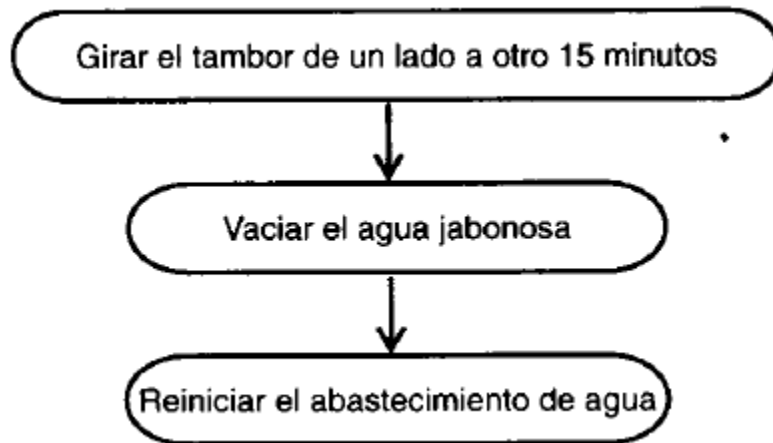 Girar el tambor de un lado a otro 15 minutos
Vaciar el agua jabonosa
Reiniciar el abastecimiento de agua